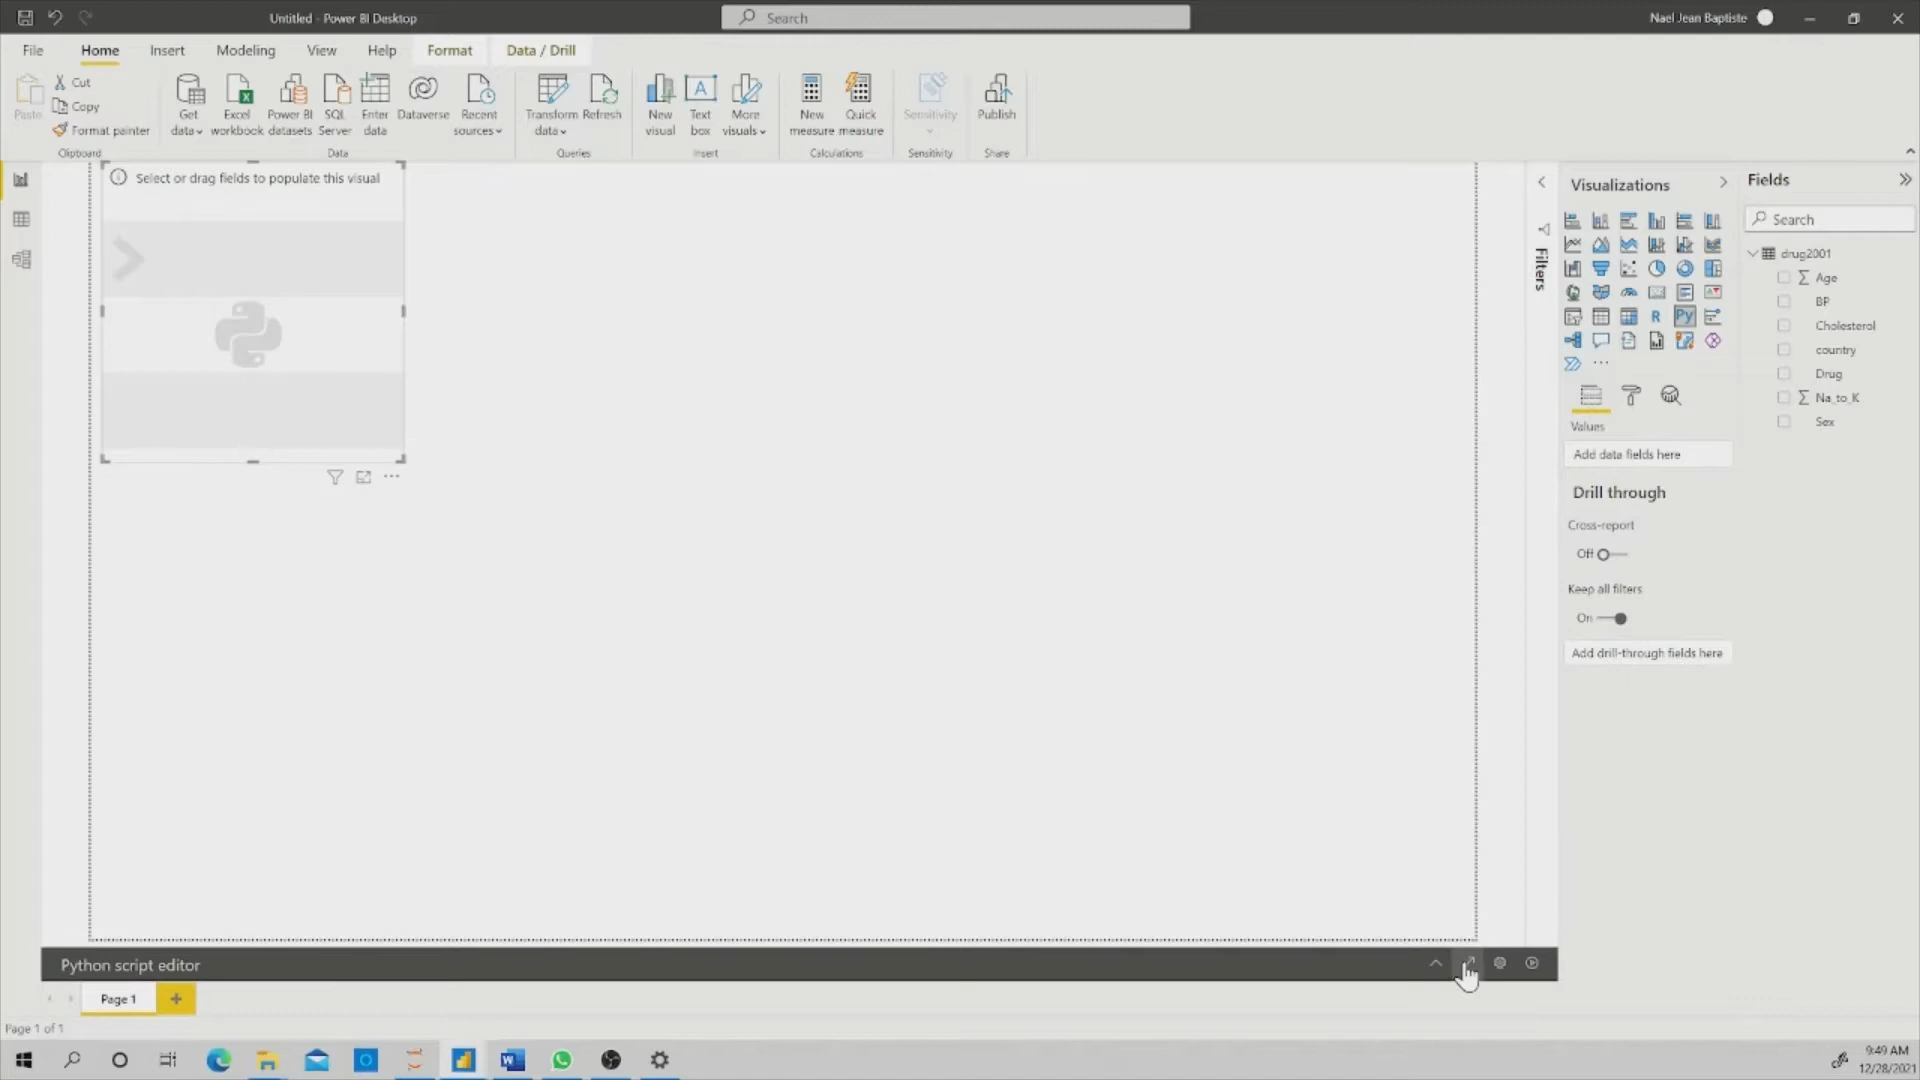 Untitled - Power BI Desktop
Search
Nael Jean Baptiste
File
Home
Insert
Modeling
View
Help
Format
Data / Drill
Paste
Cut
Copy
Format painter
Clipboard
Get data
Excel workbook
Power BI datasets
SQL Server
Enter data
Dataverse
Recent sources
Data
Transform data
Refresh
Queries
New visual
Text box
More visuals
Insert
New measure
Quick measure
Calculations
Sensitivity
Sensitivity
Publish
Share
Select or drag fields to populate this visual
Filters
Visualizations
R
Py
Values
Add data fields here
Drill through
Cross-report
Off
Keep all filters
On
Add drill-through fields here
Fields
Search
drug2001
Age
BP
Cholesterol
country
Drug
Na_to_K
Sex
Python script editor
Page 1
Page 1 of 1
9:49 AM
12/28/2021